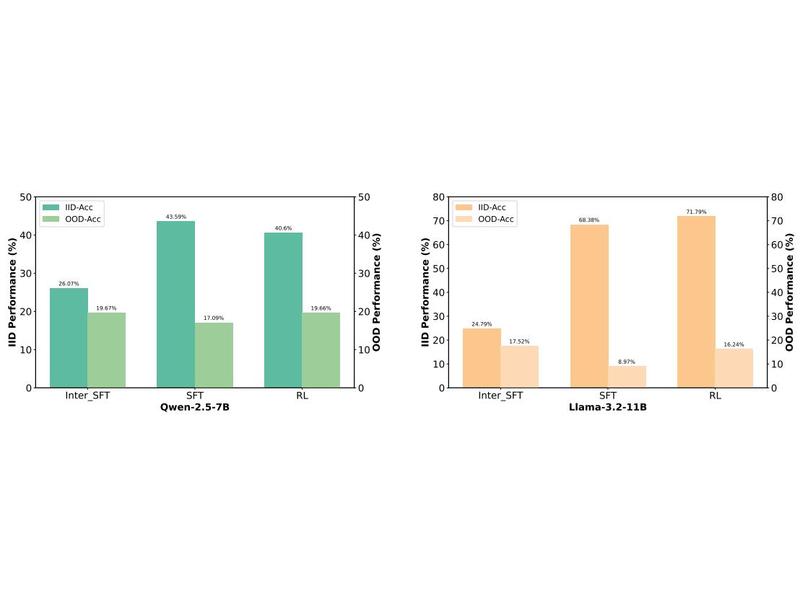 50
40
30
20
10
0
IID Performance (%)
IID-Acc
OOD-Acc
26.07%
19.67%
43.59%
17.09%
40.6%
19.66%
50
40
30
20
10
0
OOD Performance (%)
Inter_SFT
SFT
RL
Qwen-2.5-7B
80
70
60
50
40
30
20
10
0
IID Performance (%)
IID-Acc
OOD-Acc
24.79%
17.52%
68.38%
8.97%
71.79%
16.24%
80
70
60
50
40
30
20
10
0
OOD Performance (%)
Inter_SFT
SFT
RL
Llama-3.2-11B